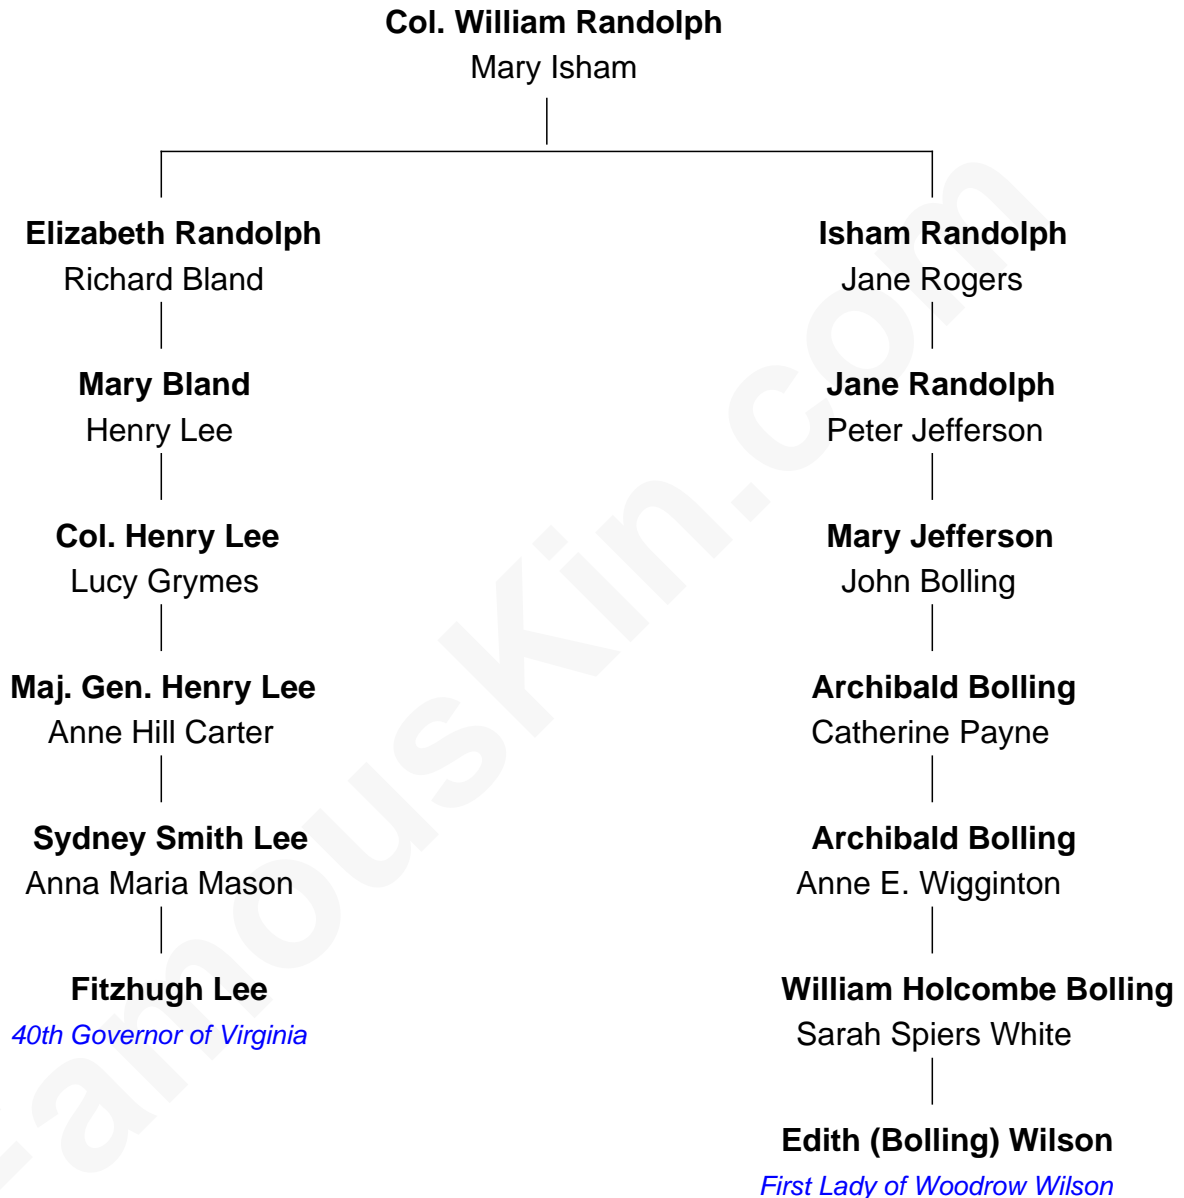 Col. William Randolph
Mary Isham
Elizabeth Randolph
Richard Bland
Mary Bland
Henry Lee
Col. Henry Lee
Lucy Grymes
Maj. Gen. Henry Lee
Anne Hill Carter
Sydney Smith Lee
Anna Maria Mason
Fitzhugh Lee
40th Governor of Virginia
Isham Randolph
Jane Rogers
Jane Randolph
Peter Jefferson
Mary Jefferson
John Bolling
Archibald Bolling
Catherine Payne
Archibald Bolling
Anne E. Wigginton
William Holcombe Bolling
Sarah Spiers White
Edith (Bolling) Wilson
First Lady of Woodrow Wilson
FamousKin.com